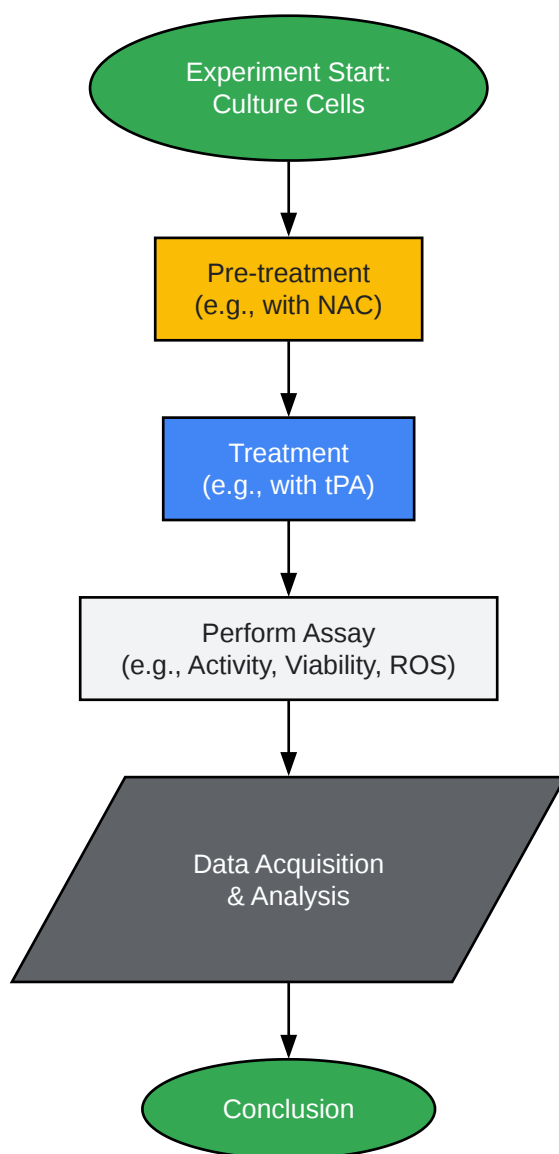 Experiment Start:
Culture Cells
Pre-treatment
(e.g., with NAC)
Treatment
(e.g., with tPA)
Perform Assay
(e.g., Activity, Viability, ROS)
Data Acquisition
& Analysis
Conclusion